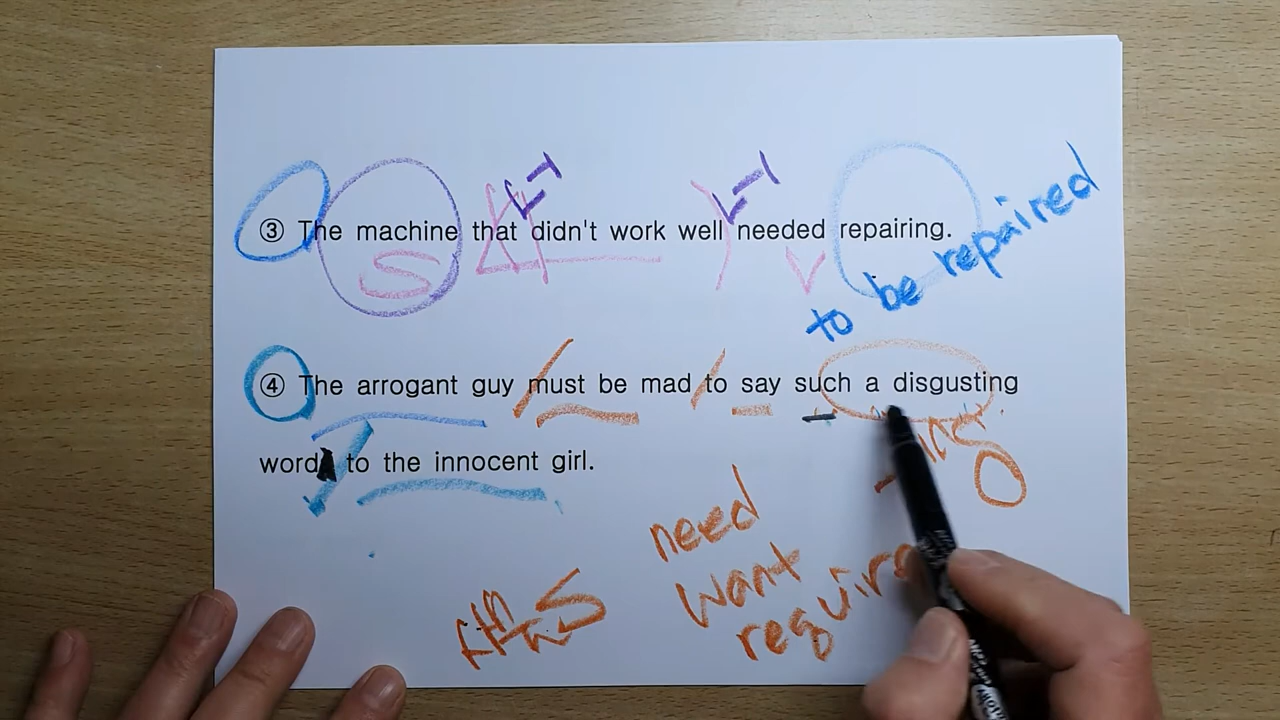 ③ The machine that didn't work well needed repairing.
S V
to be repaired
④ The arrogant guy must be mad to say such a disgusting
word to the innocent girl.
need
want